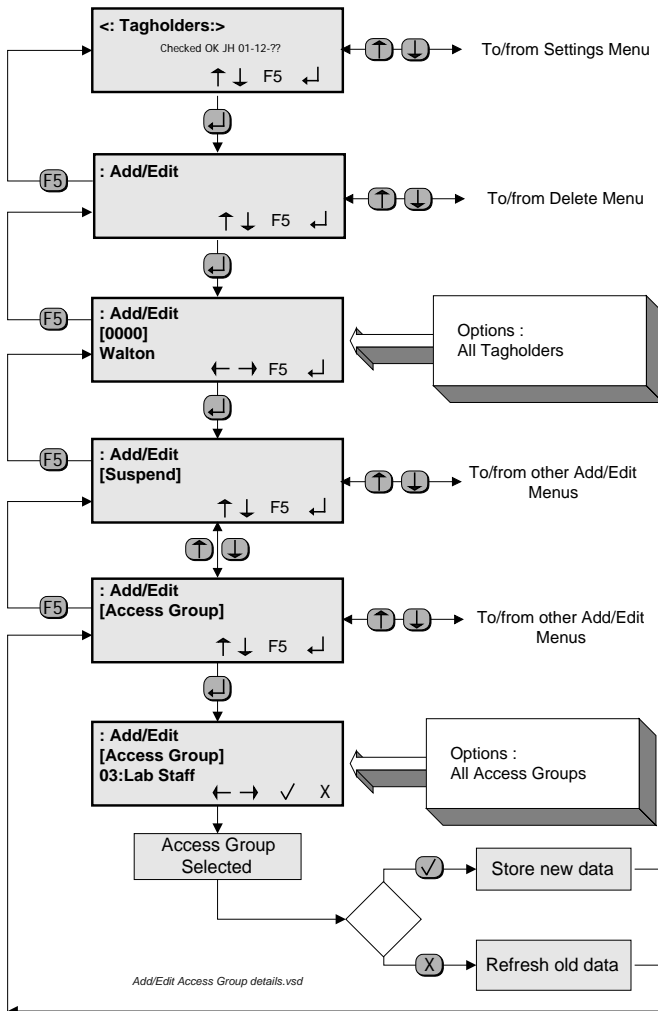 <: Tagholders:>
Checked OK JH 01-12-??
↑ ↓ F5 ↵
↑ ↓ To/from Settings Menu
↵
F5
: Add/Edit
↑ ↓ F5 ↵
↑ ↓ To/from Delete Menu
↵
F5
: Add/Edit
[0000]
Walton
← → F5 ↵
Options :
All Tagholders
↵
F5
: Add/Edit
[Suspend]
↑ ↓ F5 ↵
↑ ↓ To/from other Add/Edit
Menus
↑ ↓
F5
: Add/Edit
[Access Group]
↑ ↓ F5 ↵
↑ ↓ To/from other Add/Edit
Menus
↵
: Add/Edit
[Access Group]
03:Lab Staff
← → √ X
Options :
All Access Groups
Access Group
Selected
√ Store new data
X Refresh old data
Add/Edit Access Group details.vsd